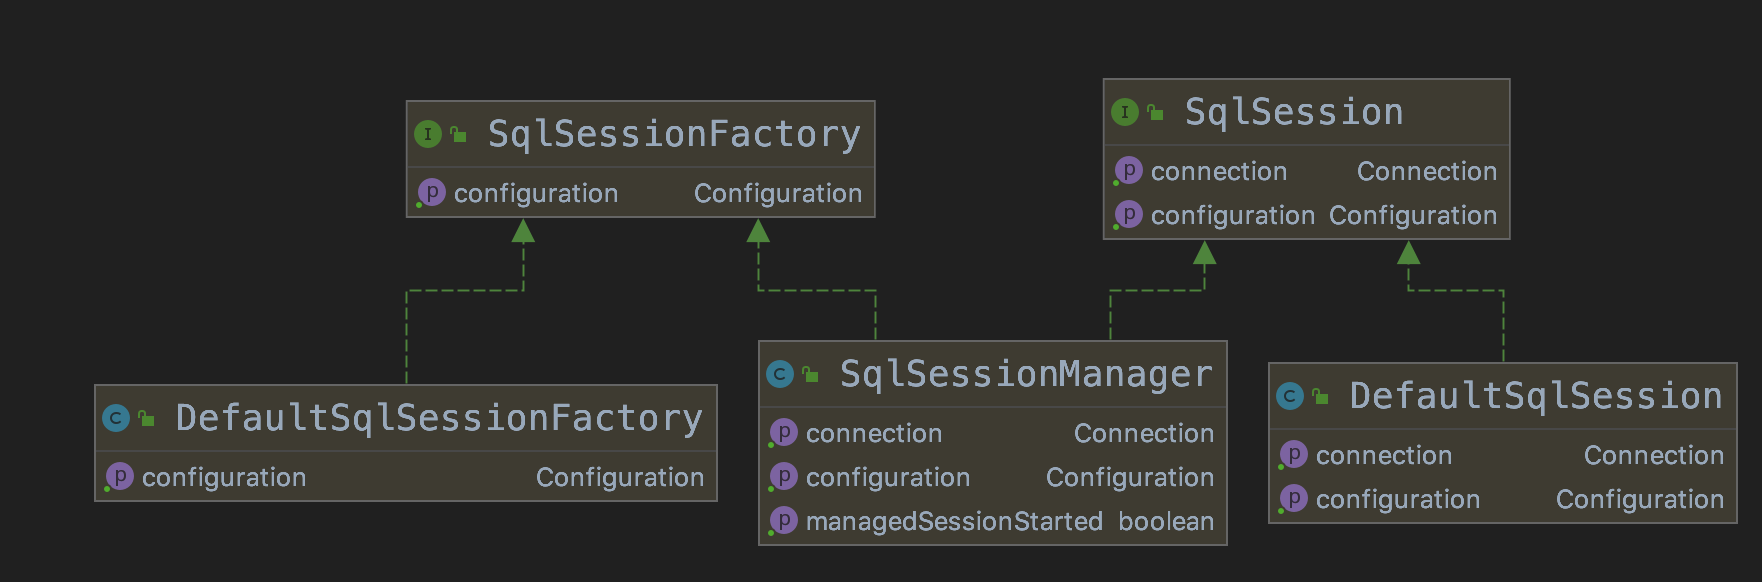 I SqlSessionFactory
p configuration Configuration
I SqlSession
p connection Connection
p configuration Configuration
C DefaultSqlSessionFactory
p configuration Configuration
C SqlSessionManager
p connection Connection
p configuration Configuration
p managedSessionStarted boolean
C DefaultSqlSession
p connection Connection
p configuration Configuration